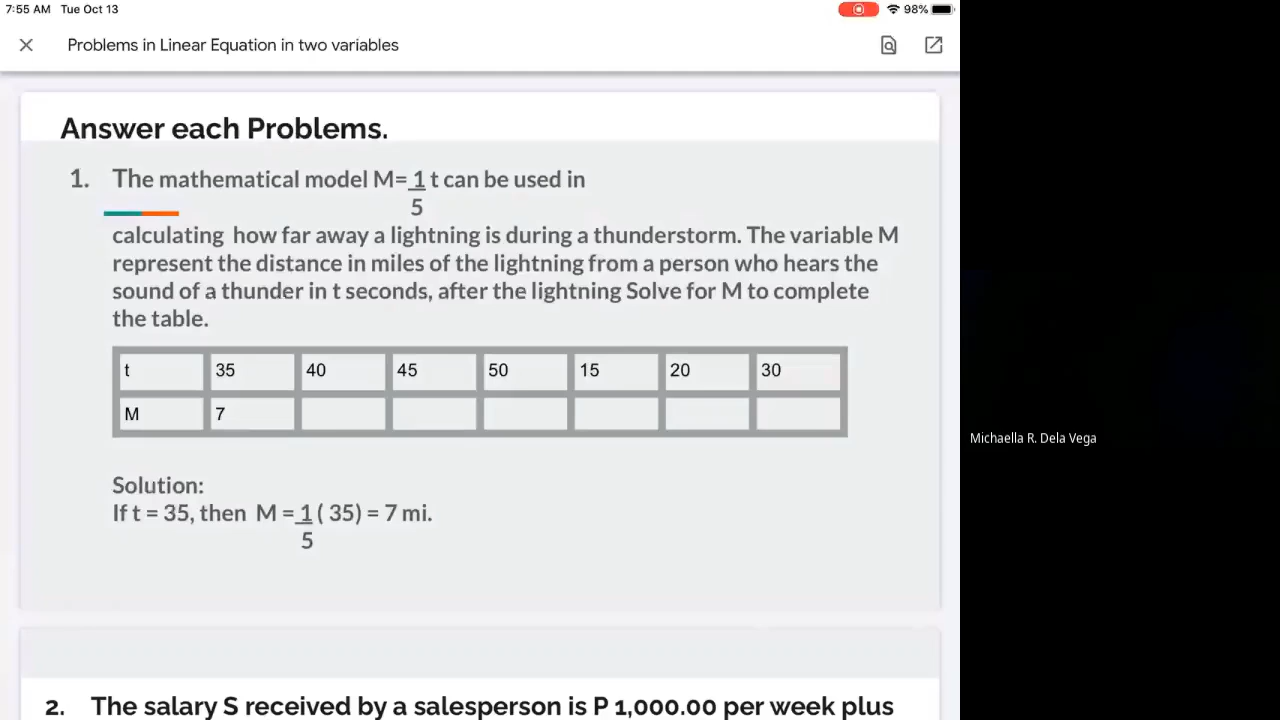 7:55 AM Tue Oct 13
98%
Problems in Linear Equation in two variables
Answer each Problems.
1. The mathematical model M= 1 t can be used in
5
calculating how far away a lightning is during a thunderstorm. The variable M
represent the distance in miles of the lightning from a person who hears the
sound of a thunder in t seconds, after the lightning Solve for M to complete
the table.
t 35 40 45 50 15 20 30
M 7
Michaella R. Dela Vega
Solution:
If t = 35, then M = 1 ( 35) = 7 mi.
5
2. The salary S received by a salesperson is P 1,000.00 per week plus